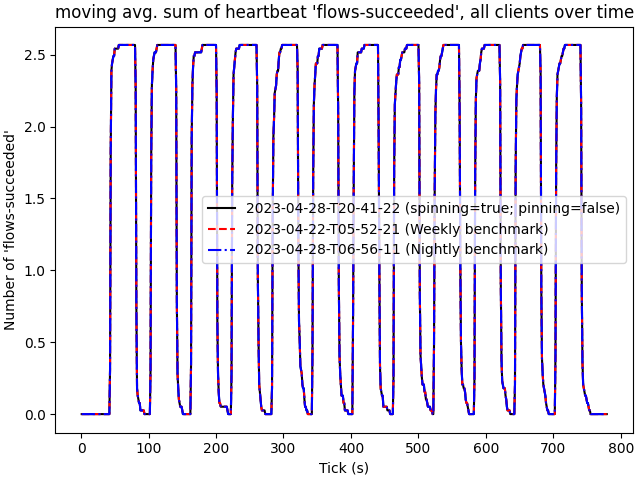 moving avg. sum of heartbeat 'flows-succeeded', all clients over time
Number of 'flows-succeeded'
2.5
2.0
1.5
1.0
0.5
0.0
2023-04-28-T20-41-22 (spinning=true; pinning=false)
2023-04-22-T05-52-21 (Weekly benchmark)
2023-04-28-T06-56-11 (Nightly benchmark)
0 100 200 300 400 500 600 700 800
Tick (s)